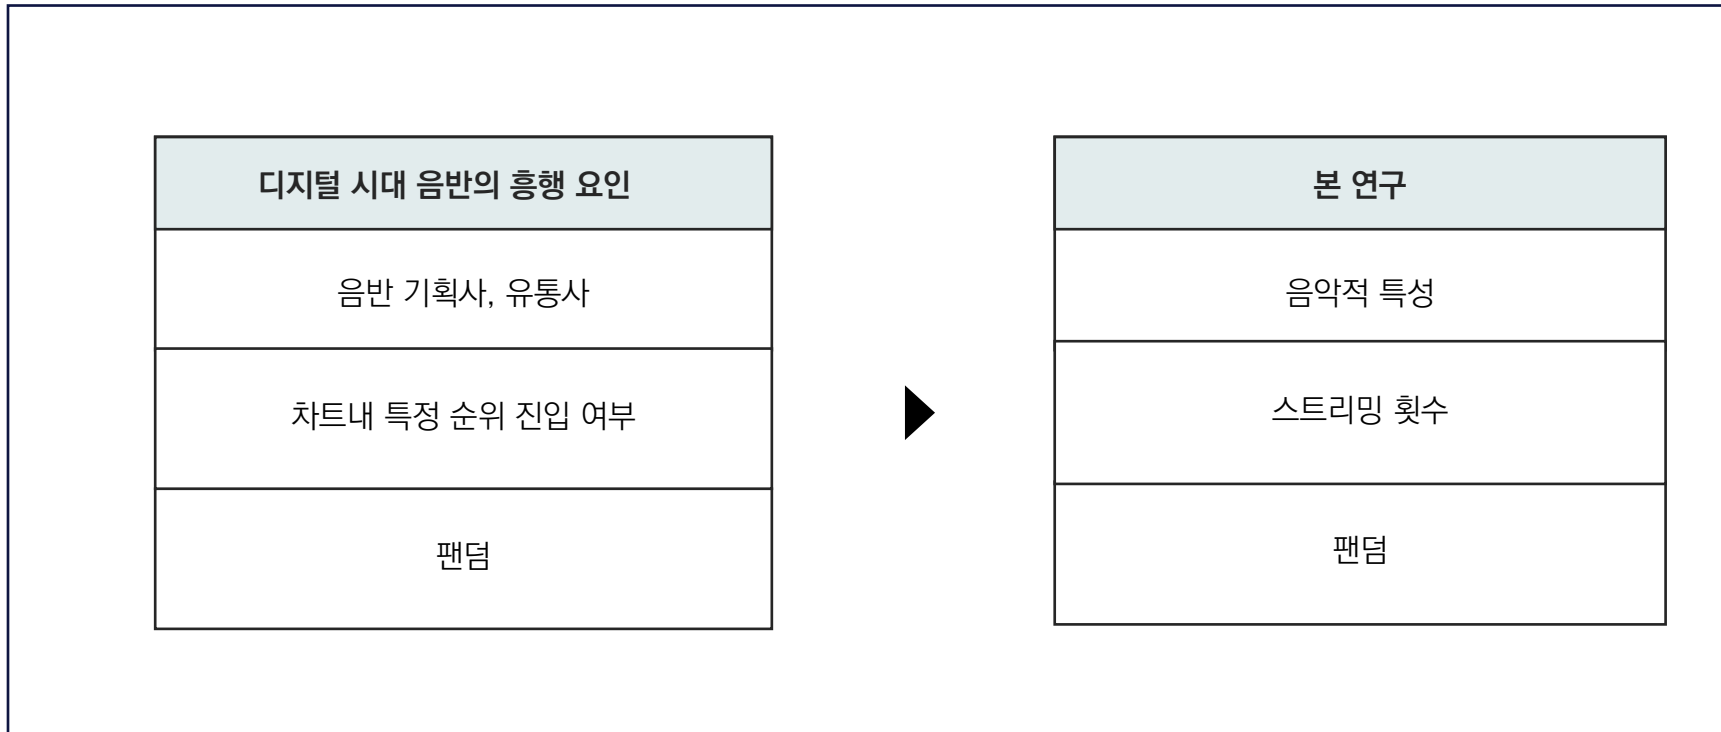 디지털 시대 음반의 흥행 요인
음반 기획사, 유통사
차트내 특정 순위 진입 여부
팬덤
본 연구
음악적 특성
스트리밍 횟수
팬덤